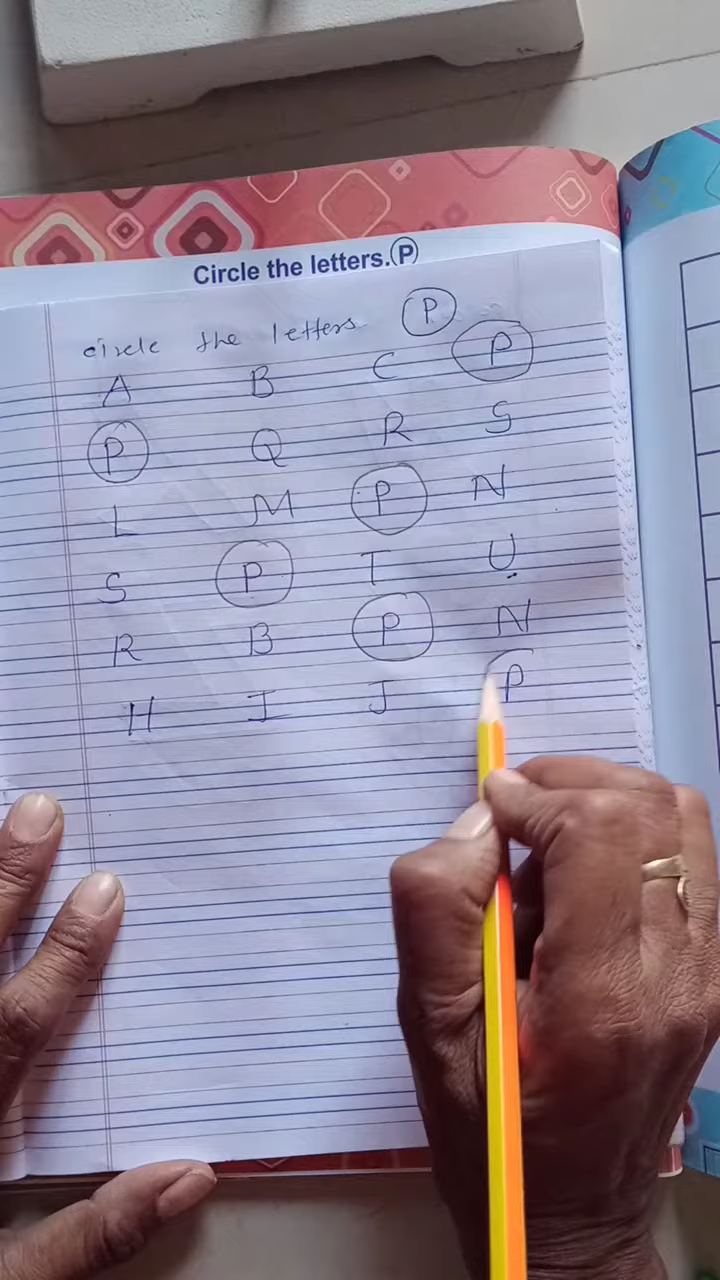 Circle the letters. P
circle the letters P
A B C P
P Q R S
L M P N
S P T U
R B P N
H I J P